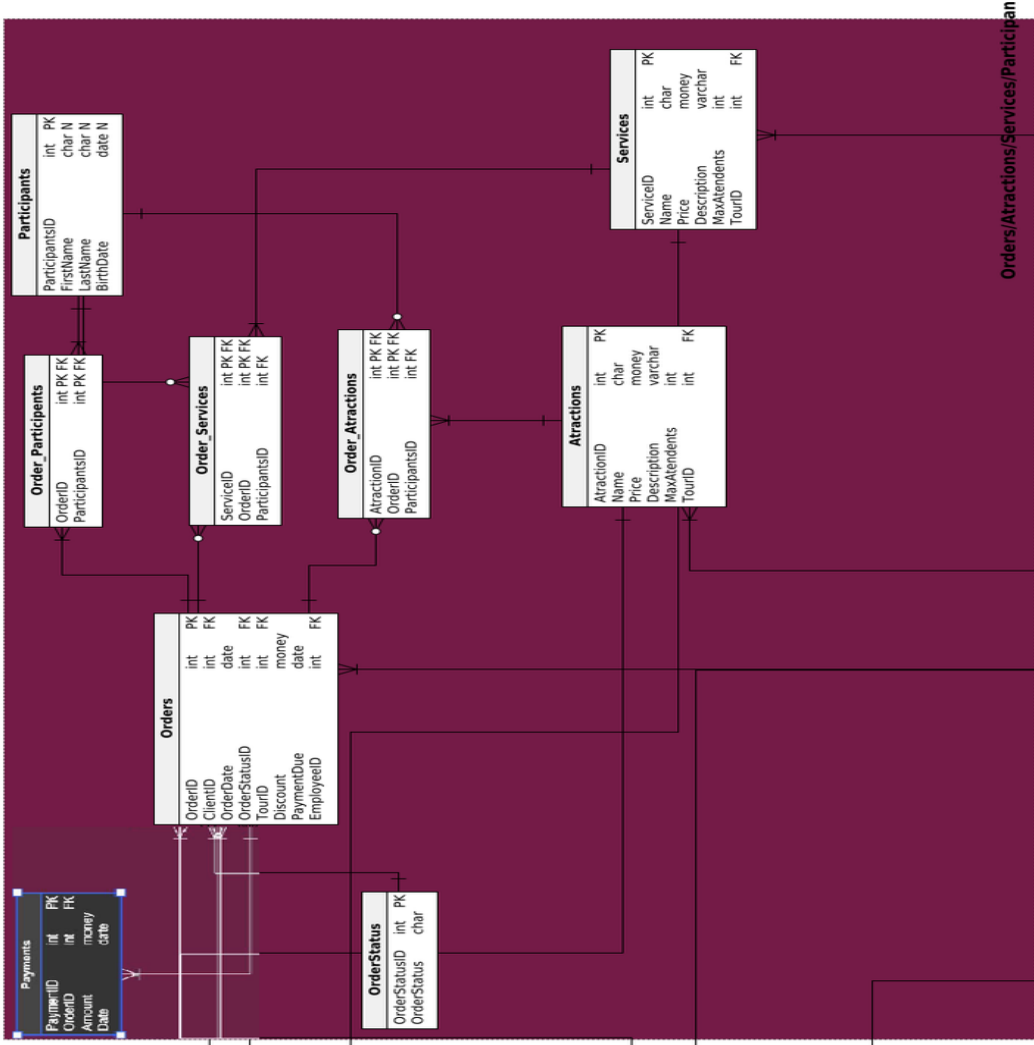 Orders/Atractions/Services/Participan
Participants
ParticipantsID int PK
FirstName char N
LastName char N
BirthDate date N
Services
ServiceID int PK
Name char
Price money
Description varchar
MaxAtendents int
TourID int FK
Order_Participents
OrderID int PK FK
ParticipantsID int PK FK
Order_Services
ServiceID int PK FK
OrderID int PK FK
ParticipantsID int FK
Order_Atractions
AtractionID int PK FK
OrderID int PK FK
ParticipantsID int FK
Atractions
AtractionID int PK
Name char
Price money
Description varchar
MaxAtendents int
TourID int FK
Orders
OrderID int PK
ClientID int FK
OrderDate date
OrderStatusID int FK
TourID int FK
Discount money
PaymentDue date
EmployeeID int FK
Payments
PaymentID int PK
OrderID int FK
Amount money
Date date
OrderStatus
OrderStatusID int PK
OrderStatus char